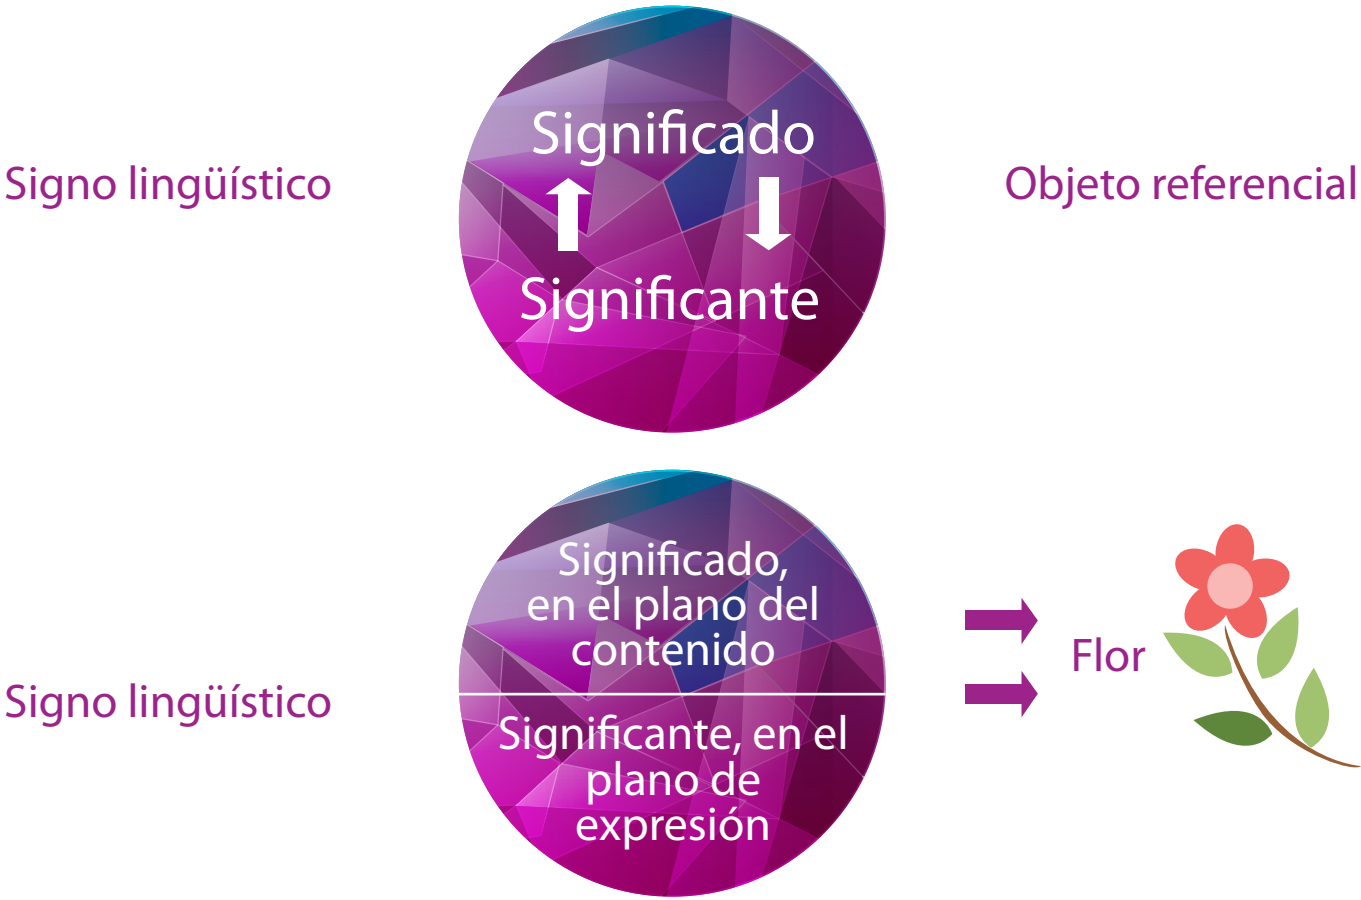 Significado
Signo lingüístico
Objeto referencial
Significante
Significado,
en el plano del
contenido
Flor
Signo lingüístico
Significante, en el
plano de
expresión